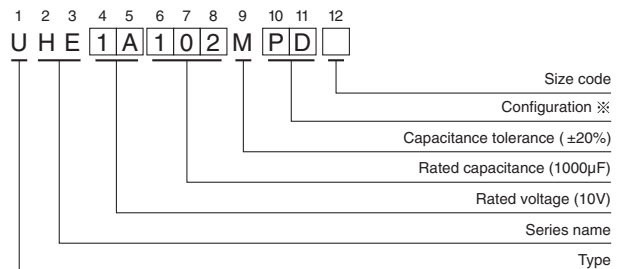 1 2 3 4 5 6 7 8 9 10 11 12
U H E 1 A 1 0 2 M P D
Size code
Configuration ※
Capacitance tolerance ( ±20%)
Rated capacitance (1000µF)
Rated voltage (10V)
Series name
Type